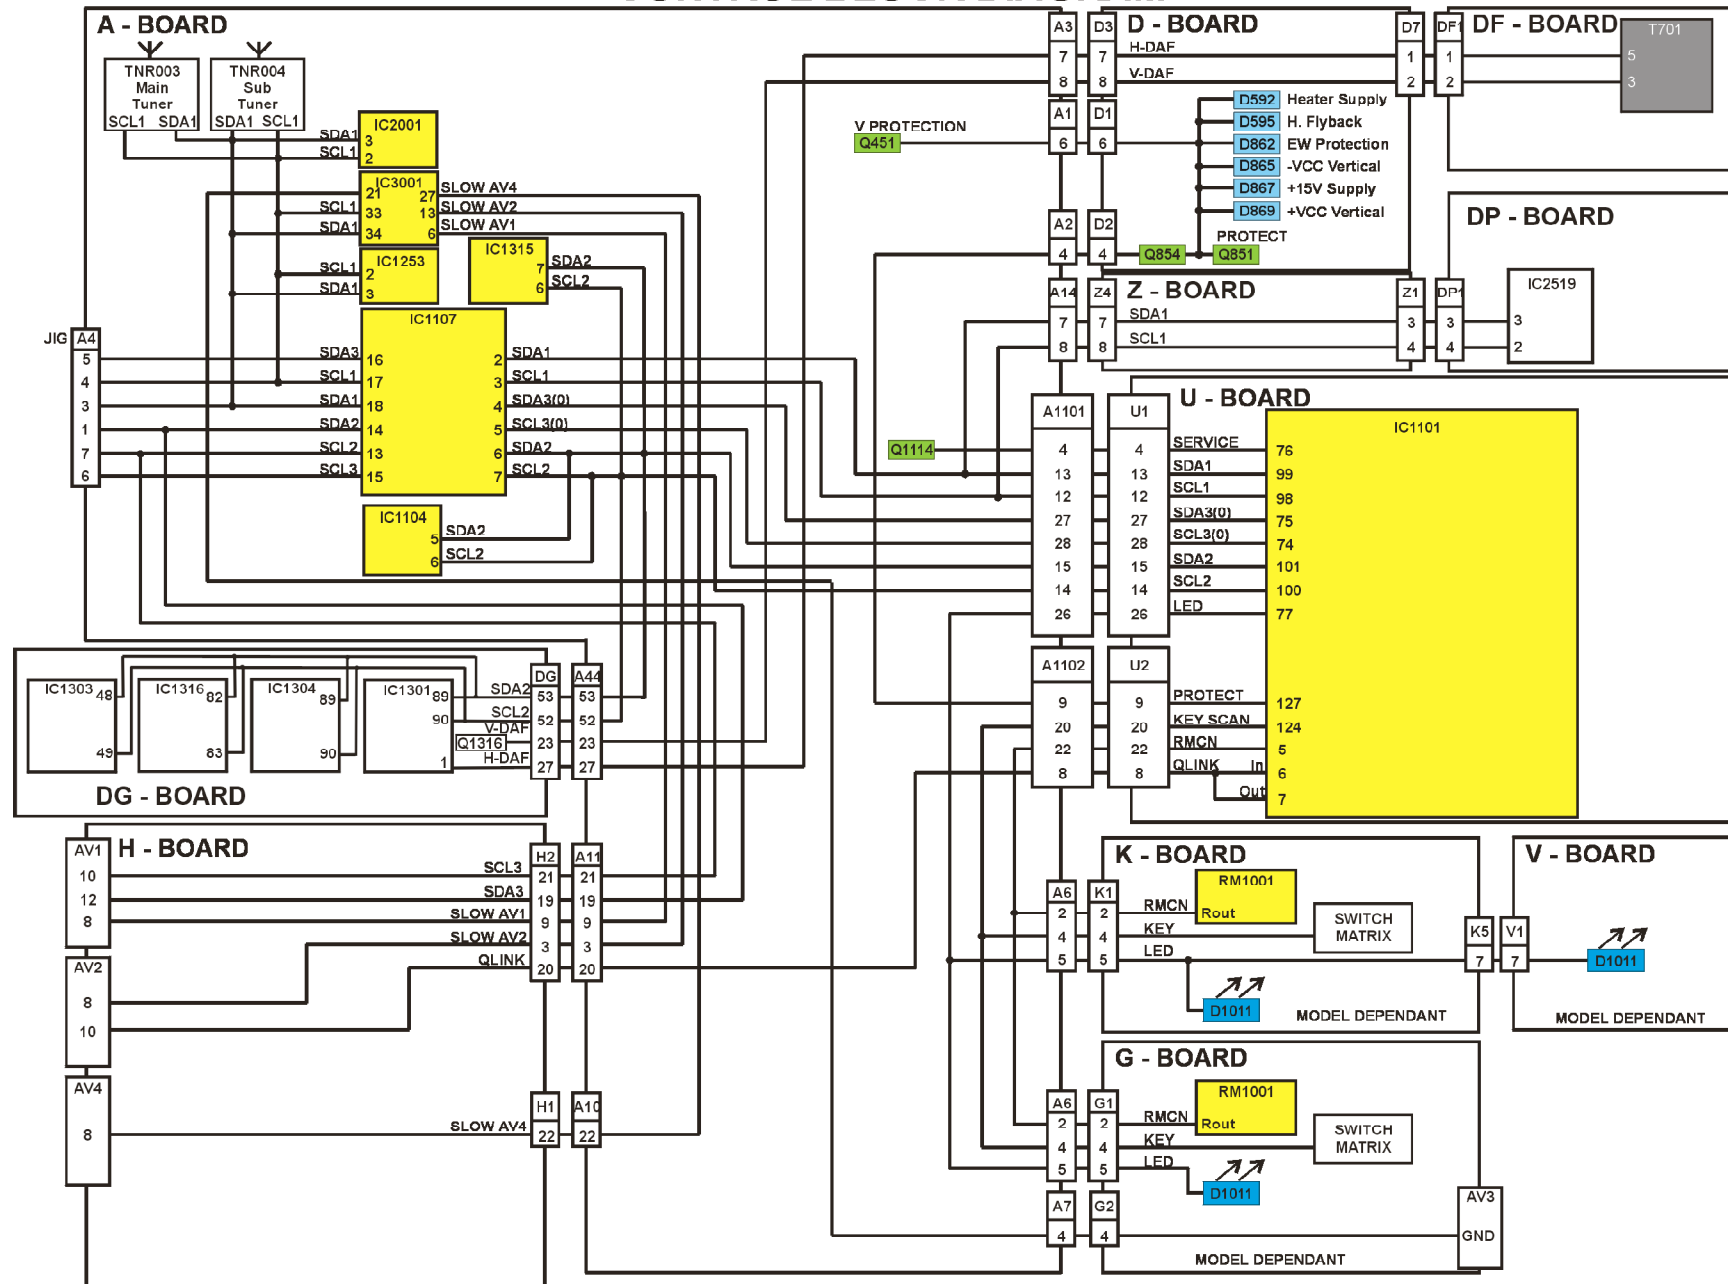 A - BOARD
TNR003
Main
Tuner
SCL1 SDA1
TNR004
Sub
Tuner
SDA1 SCL1
IC2001
SDA1 3
SCL1 2
IC3001
21
27 SLOW AV4
SCL1 33
13 SLOW AV2
SDA1 34
6 SLOW AV1
IC1253
SCL1 2
SDA1 3
IC1315
7 SDA2
6 SCL2
IC1107
JIG A4
5 SDA3 16
4 SCL1 17
3 SDA1 18
1 SDA2 14
7 SCL2 13
6 SCL3 15
2 SDA1
3 SCL1
4 SDA3(0)
5 SCL3(0)
6 SDA2
7 SCL2
IC1104
5 SDA2
6 SCL2
A3 D3
D - BOARD
7 7 H-DAF
8 8 V-DAF
D7 DF1
1 1
2 2
DF - BOARD
T701
5
3
A1 D1
6 6
V PROTECTION
Q451
D592 Heater Supply
D595 H. Flyback
D862 EW Protection
D865 -VCC Vertical
D867 +15V Supply
D869 +VCC Vertical
A2 D2
4 4
PROTECT
Q854 Q851
DP - BOARD
A14 Z4
Z - BOARD
Z1 DP1
IC2519
7 7 SDA1 3 3 3
8 8 SCL1 4 4 2
U - BOARD
A1101 U1
IC1101
Q1114
4 4 SERVICE 76
13 13 SDA1 99
12 12 SCL1 98
27 27 SDA3(0) 75
28 28 SCL3(0) 74
15 15 SDA2 101
14 14 SCL2 100
26 26 LED 77
A1102 U2
9 9 PROTECT 127
20 20 KEY SCAN 124
22 22 RMCN 5
8 8 QLINK In 6
Out 7
IC1303 48
49
IC1316 82
83
IC1304 89
90
IC1301 89
90
1
DG A44
SDA2 53 53
SCL2 52 52
V-DAF
Q1316 23 23
H-DAF 27 27
DG - BOARD
AV1
H - BOARD
H2 A11
10 SCL3 21 21
12 SDA3 19 19
8 SLOW AV1 9 9
SLOW AV2 3 3
QLINK 20 20
AV2
8
10
AV4
8 SLOW AV4
H1 A10
22 22
K - BOARD
A6 K1
RM1001
2 2 RMCN Rout
4 4 KEY
5 5 LED
SWITCH
MATRIX
D1011
MODEL DEPENDANT
K5 V1
7 7
V - BOARD
D1011
MODEL DEPENDANT
G - BOARD
A6 G1
RM1001
2 2 RMCN Rout
4 4 KEY
5 5 LED
SWITCH
MATRIX
D1011
A7 G2
4 4
AV3
GND
MODEL DEPENDANT